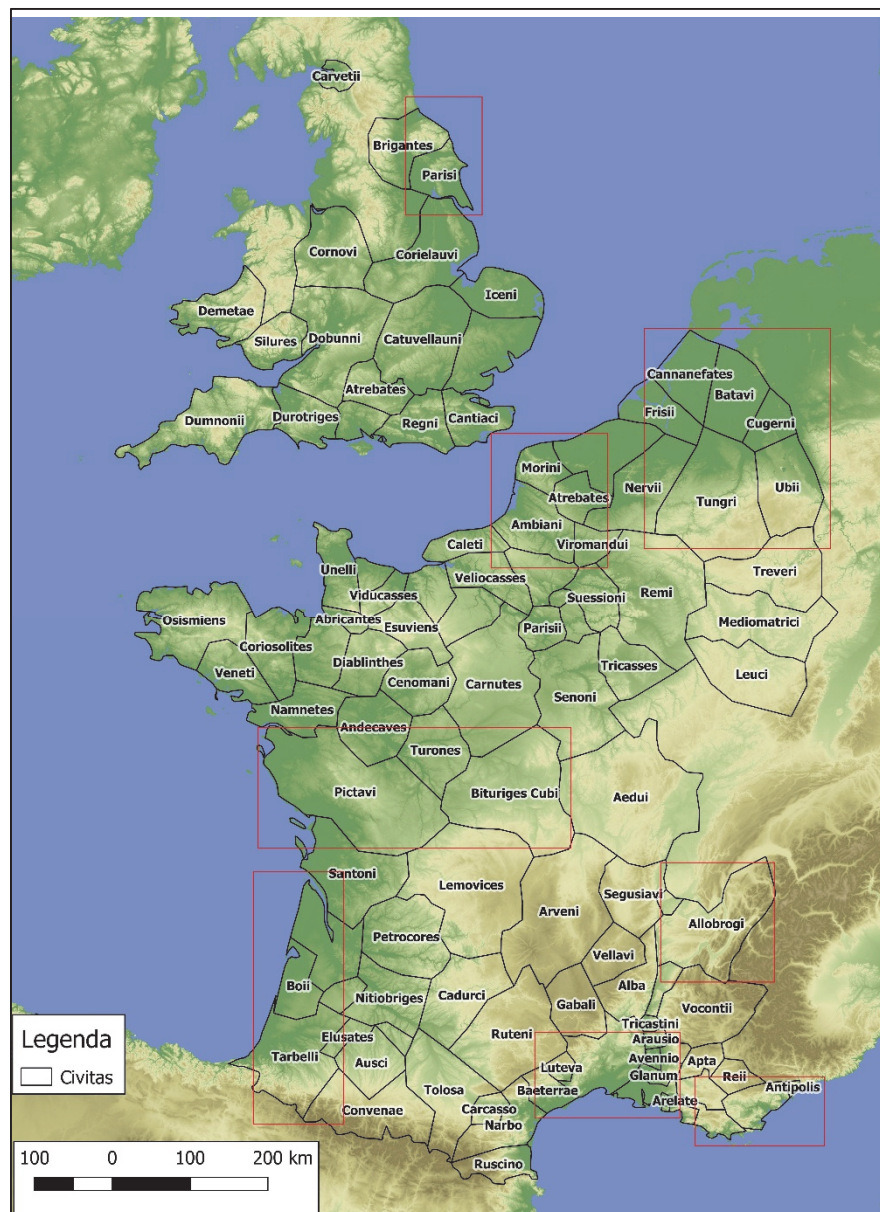 Carvetii
Brigantes
Parisi
Cornovi
Corielauvi
Iceni
Demetae
Silures
Dobunni
Catuvellauni
Atrebates
Dumnonii
Durotriges
Regni
Cantiaci
Cannanefates
Batavi
Frisii
Cugerni
Morini
Atrebates
Nervii
Tungri
Ubii
Ambiani
Caleti
Viromandui
Unelli
Veliocasses
Viducasses
Suessioni
Remi
Treveri
Osismiens
Abricantes
Esuviens
Parisii
Mediomatrici
Coriosolites
Diablinthes
Tricasses
Veneti
Cenomani
Carnutes
Leuci
Senoni
Namnetes
Andecaves
Turones
Pictavi
Bituriges Cubi
Aedui
Santoni
Lemovices
Segusiavi
Arveni
Allobrogi
Petrocores
Vellavi
Boii
Alba
Nitiobriges
Cadurci
Gabali
Vocontii
Tricastini
Elusates
Ruteni
Arausio
Tarbelli
Ausci
Avennio
Apta
Luteva
Glanum
Reii
Tolosa
Baeterrae
Antipolis
Convenae
Carcasso
Arelate
Narbo
Ruscino
Legenda
Civitas
100 0 100 200 km